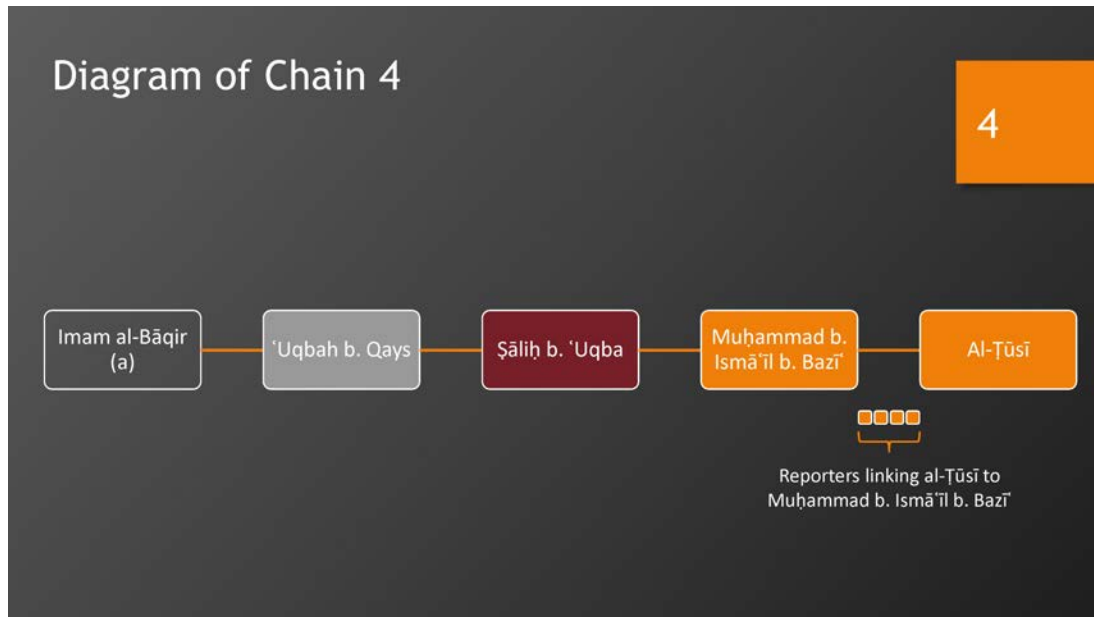 Diagram of Chain 4
4
Imam al-Bāqir
(a)
ʿUqbah b. Qays
Ṣāliḥ b. ʿUqba
Muḥammad b.
Ismāʿīl b. Bazīʿ
Al-Ṭūsī
Reporters linking al-Ṭūsī to
Muḥammad b. Ismāʿīl b. Bazīʿ